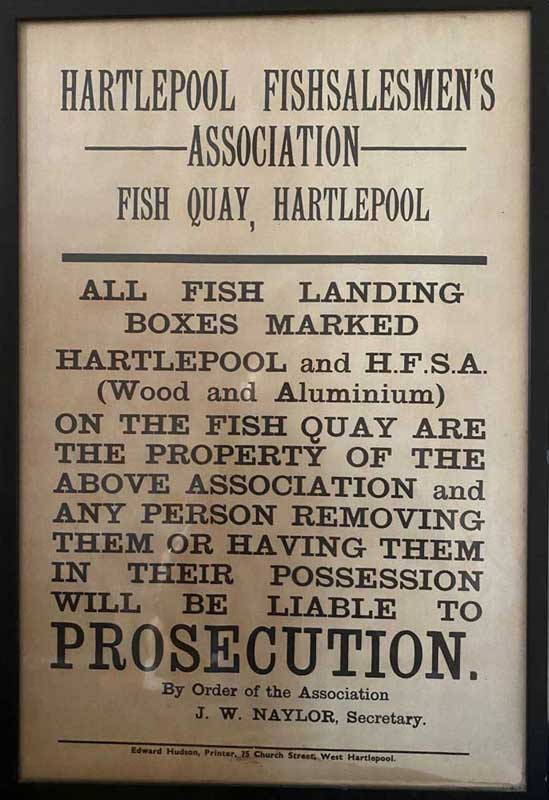 HARTLEPOOL FISHSALESMEN'S
ASSOCIATION
FISH QUAY, HARTLEPOOL
ALL FISH LANDING
BOXES MARKED
HARTLEPOOL and H.F.S.A.
(Wood and Aluminium)
ON THE FISH QUAY ARE
THE PROPERTY OF THE
ABOVE ASSOCIATION and
ANY PERSON REMOVING
THEM OR HAVING THEM
IN THEIR POSSESSION
WILL BE LIABLE TO
PROSECUTION.
By Order of the Association
J. W. NAYLOR, Secretary.
Edward Hudson, Printer, 75 Church Street, West Hartlepool.